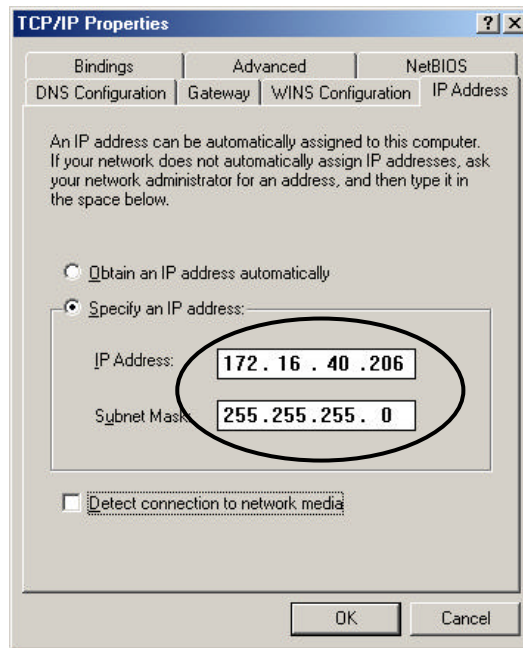 TCP/IP Properties
? ×
Bindings
Advanced
NetBIOS
DNS Configuration
Gateway
WINS Configuration
IP Address
An IP address can be automatically assigned to this computer.
If your network does not automatically assign IP addresses, ask
your network administrator for an address, and then type it in
the space below.
Obtain an IP address automatically
Specify an IP address:
IP Address:
172 . 16 . 40 .206
Subnet Mask:
255 .255 .255 . 0
Detect connection to network media
OK
Cancel